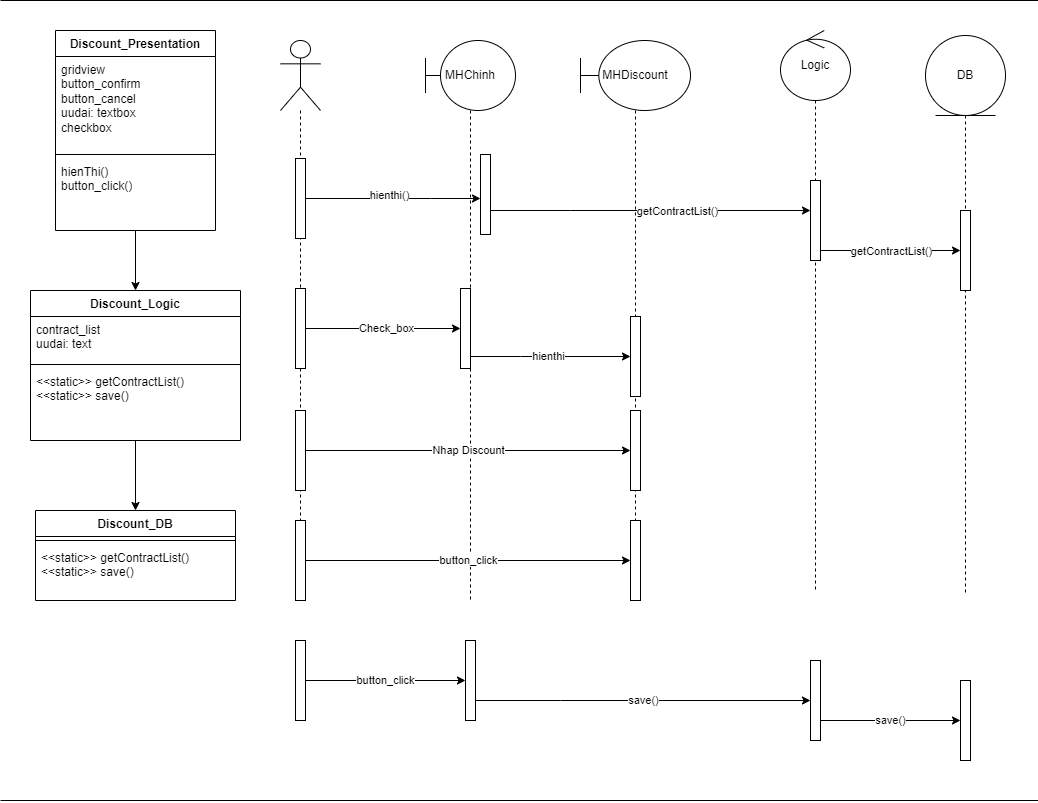 Discount_Presentation
gridview
button_confirm
button_cancel
uudai: textbox
checkbox
hienThi()
button_click()
Discount_Logic
contract_list
uudai: text
<<static>> getContractList()
<<static>> save()
Discount_DB
<<static>> getContractList()
<<static>> save()
MHChinh
MHDiscount
Logic
DB
hienthi()
getContractList()
getContractList()
Check_box
hienthi
Nhap Discount
button_click
button_click
save()
save()